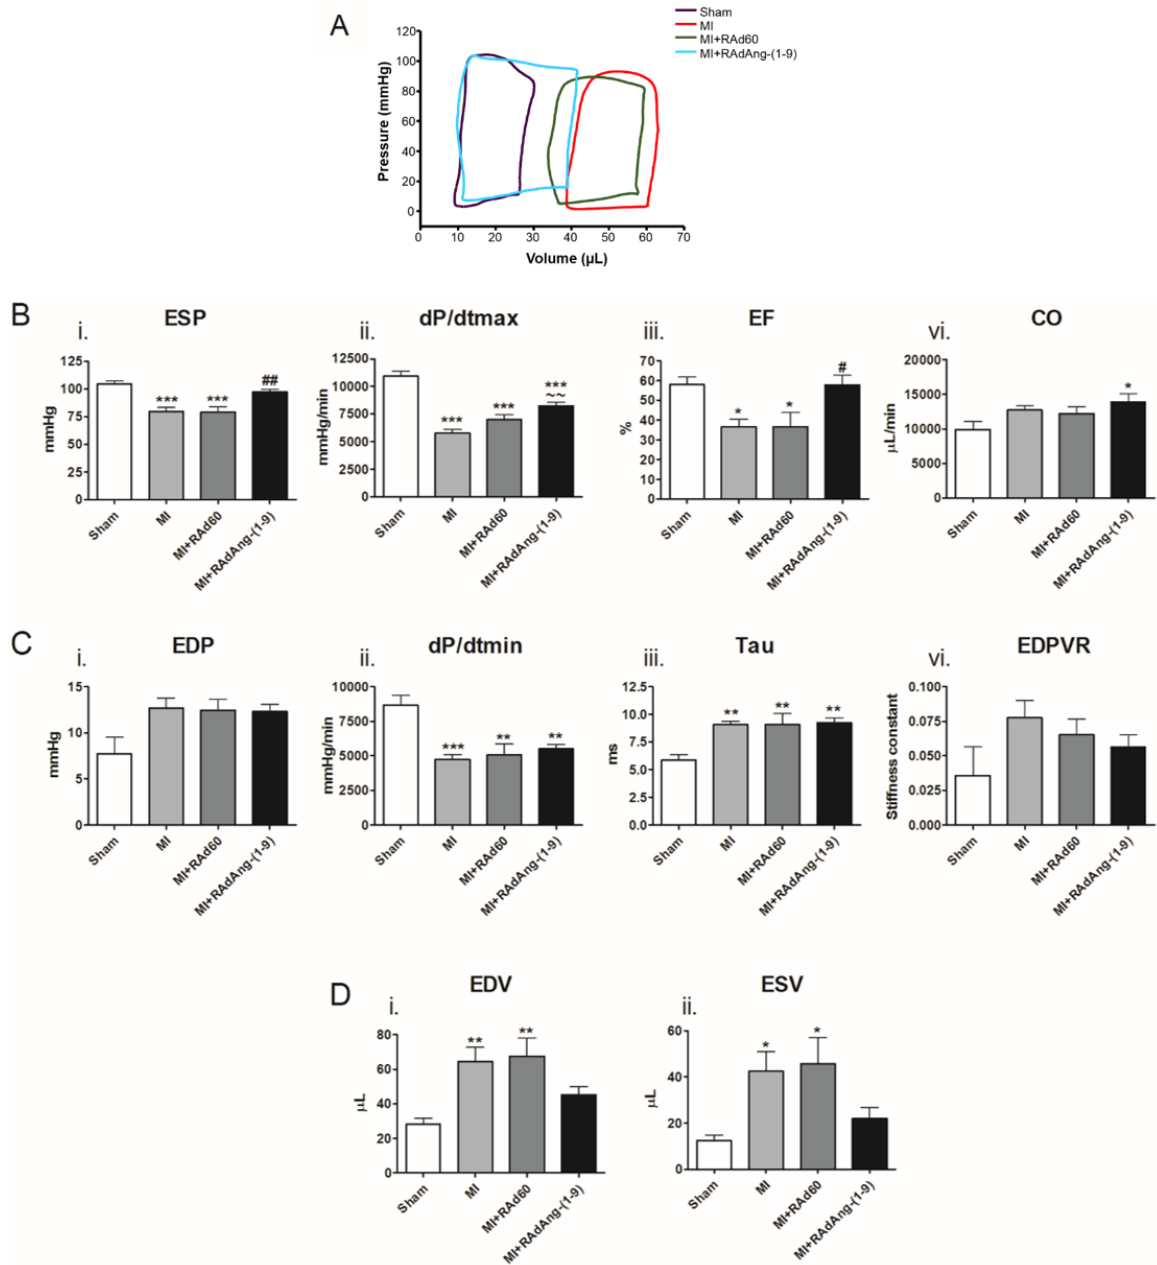 A
Sham
MI
MI+RAd60
MI+RAdAng-(1-9)
120
100
80
60
40
20
0
Pressure (mmHg)
0 10 20 30 40 50 60 70
Volume (µL)
B
i. ESP
125
100
75
50
25
0
mmHg
*** *** ##
Sham MI MI+RAd60 MI+RAdAng-(1-9)
ii. dP/dtmax
12500
10000
7500
5000
2500
0
mmHg/min
*** *** ***
~~
Sham MI MI+RAd60 MI+RAdAng-(1-9)
iii. EF
70
60
50
40
30
20
10
0
%
* * #
Sham MI MI+RAd60 MI+RAdAng-(1-9)
vi. CO
20000
15000
10000
5000
0
µL/min
*
Sham MI MI+RAd60 MI+RAdAng-(1-9)
C
i. EDP
15
10
5
0
mmHg
Sham MI MI+RAd60 MI+RAdAng-(1-9)
ii. dP/dtmin
10000
7500
5000
2500
0
mmHg/min
*** ** **
Sham MI MI+RAd60 MI+RAdAng-(1-9)
iii. Tau
12.5
10.0
7.5
5.0
2.5
0.0
ms
** ** **
Sham MI MI+RAd60 MI+RAdAng-(1-9)
vi. EDPVR
0.100
0.075
0.050
0.025
0.000
Stiffness constant
Sham MI MI+RAd60 MI+RAdAng-(1-9)
D
i. EDV
80
60
40
20
0
µL
** **
Sham MI MI+RAd60 MI+RAdAng-(1-9)
ii. ESV
60
40
20
0
µL
* *
Sham MI MI+RAd60 MI+RAdAng-(1-9)